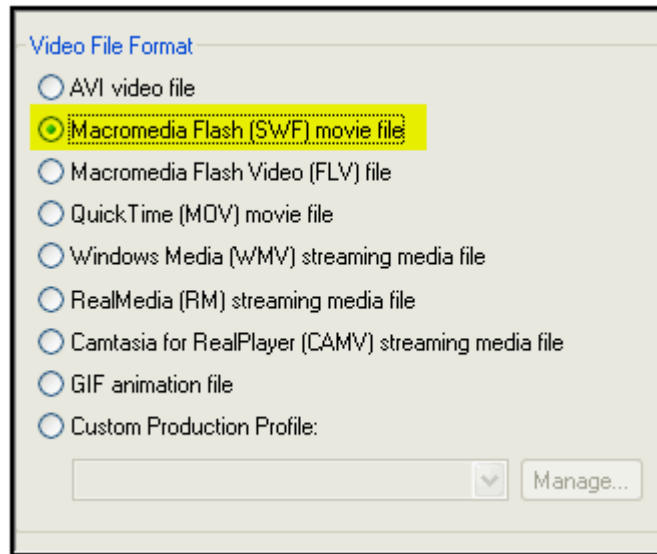 Video File Format
AVI video file
Macromedia Flash (SWF) movie file
Macromedia Flash Video (FLV) file
QuickTime (MOV) movie file
Windows Media (WMV) streaming media file
RealMedia (RM) streaming media file
Camtasia for RealPlayer (CAMV) streaming media file
GIF animation file
Custom Production Profile:
Manage...